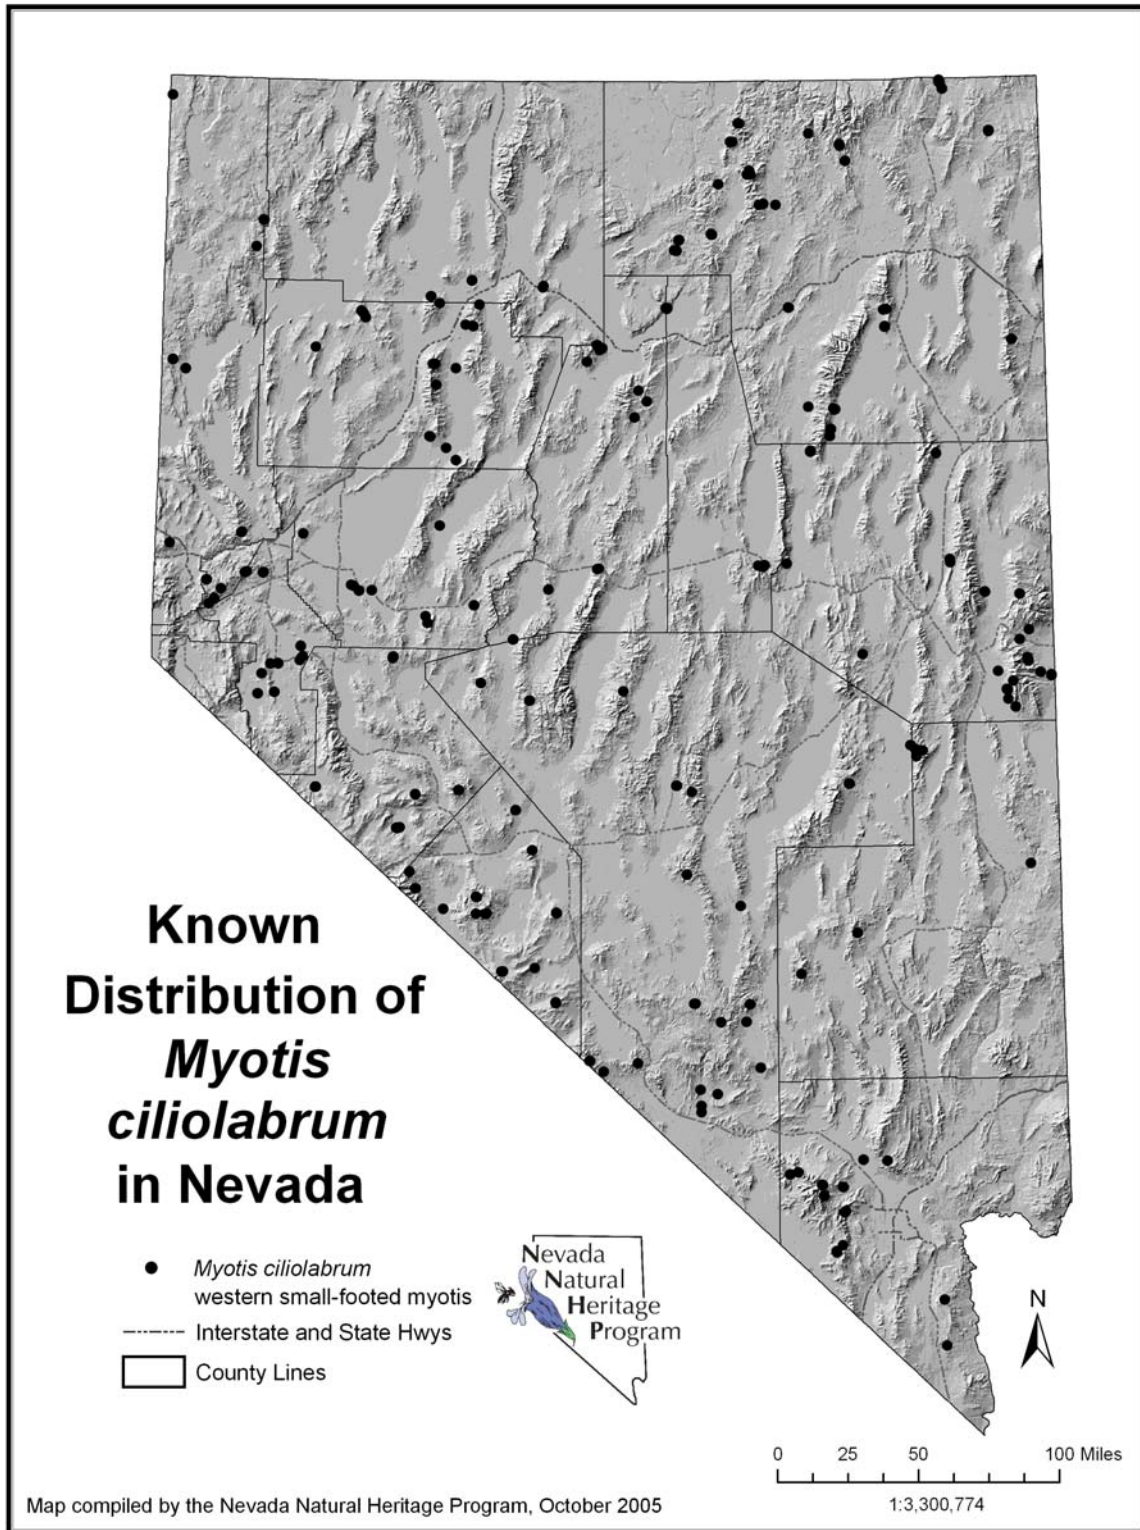 Known
Distribution of
Myotis
ciliolabrum
in Nevada
Myotis ciliolabrum
western small-footed myotis
Interstate and State Hwys
County Lines
Nevada
Natural
Heritage
Program
N
0 25 50 100 Miles
1:3,300,774
Map compiled by the Nevada Natural Heritage Program, October 2005